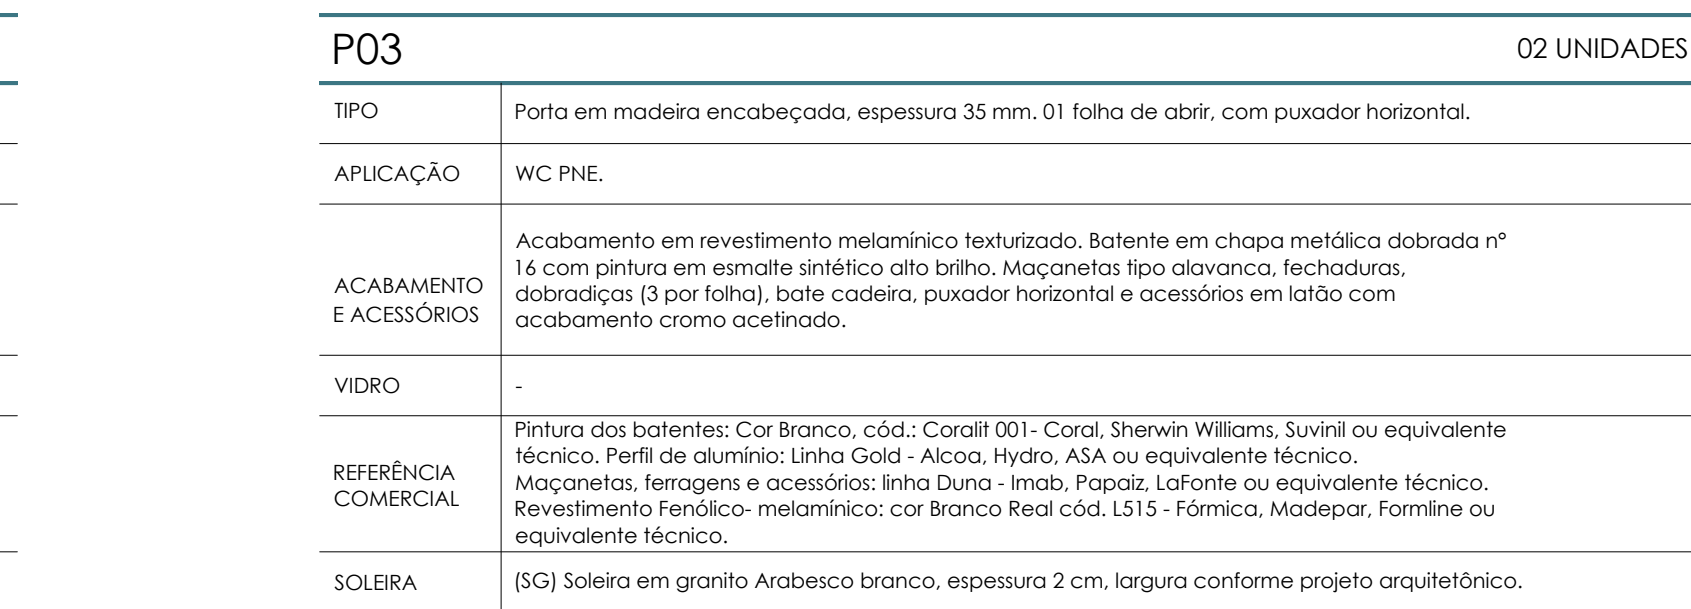 P03
02 UNIDADES
TIPO
Porta em madeira encabeçada, espessura 35 mm. 01 folha de abrir, com puxador horizontal.
APLICAÇÃO
WC PNE.
ACABAMENTO
E ACESSÓRIOS
Acabamento em revestimento melamínico texturizado. Batente em chapa metálica dobrada nº
16 com pintura em esmalte sintético alto brilho. Maçanetas tipo alavanca, fechaduras,
dobradiças (3 por folha), bate cadeira, puxador horizontal e acessórios em latão com
acabamento cromo acetinado.
VIDRO
-
REFERÊNCIA
COMERCIAL
Pintura dos batentes: Cor Branco, cód.: Coralit 001- Coral, Sherwin Williams, Suvinil ou equivalente
técnico. Perfil de alumínio: Linha Gold - Alcoa, Hydro, ASA ou equivalente técnico.
Maçanetas, ferragens e acessórios: linha Duna - Imab, Papaiz, LaFonte ou equivalente técnico.
Revestimento Fenólico- melamínico: cor Branco Real cód. L515 - Fórmica, Madepar, Formline ou
equivalente técnico.
SOLEIRA
(SG) Soleira em granito Arabesco branco, espessura 2 cm, largura conforme projeto arquitetônico.